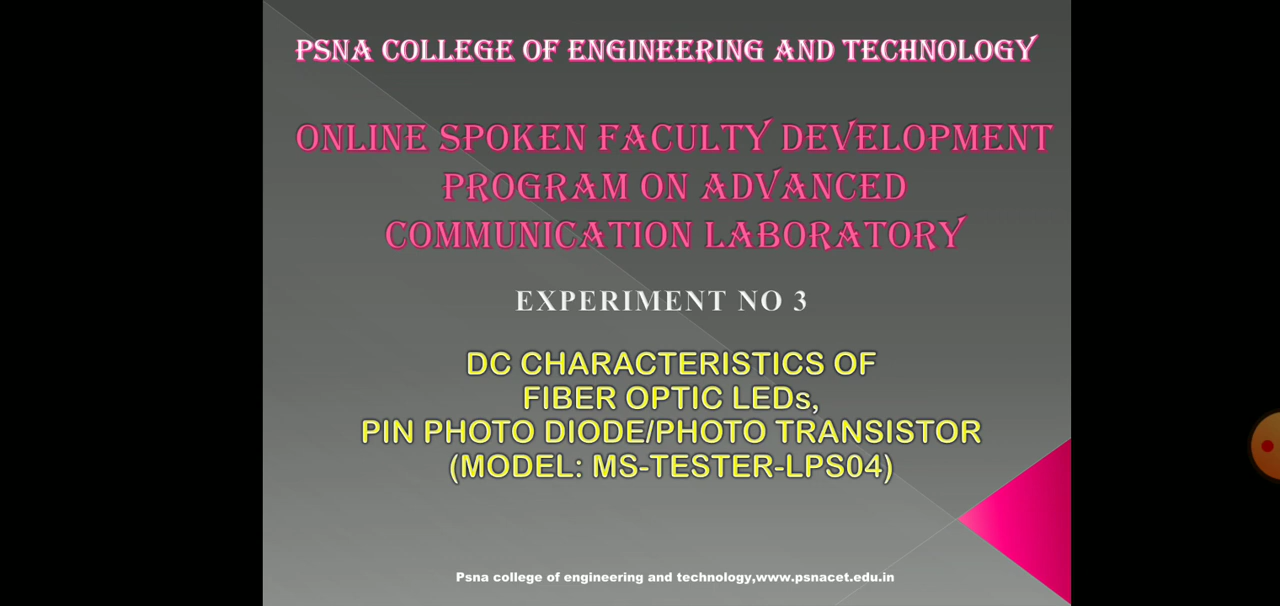 PSNA COLLEGE OF ENGINEERING AND TECHNOLOGY
ONLINE SPOKEN FACULTY DEVELOPMENT
PROGRAM ON ADVANCED
COMMUNICATION LABORATORY
EXPERIMENT NO 3
DC CHARACTERISTICS OF
FIBER OPTIC LEDs,
PIN PHOTO DIODE/PHOTO TRANSISTOR
(MODEL: MS-TESTER-LPS04)
Psna college of engineering and technology,www.psnacet.edu.in